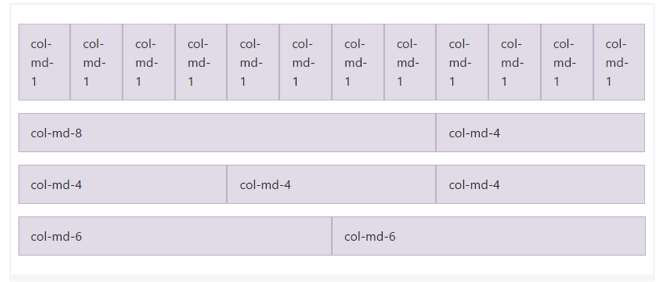 col- col- col- col- col- col- col- col- col- col- col- col-
md- md- md- md- md- md- md- md- md- md- md- md-
1 1 1 1 1 1 1 1 1 1 1 1
col-md-8 col-md-4
col-md-4 col-md-4 col-md-4
col-md-6 col-md-6